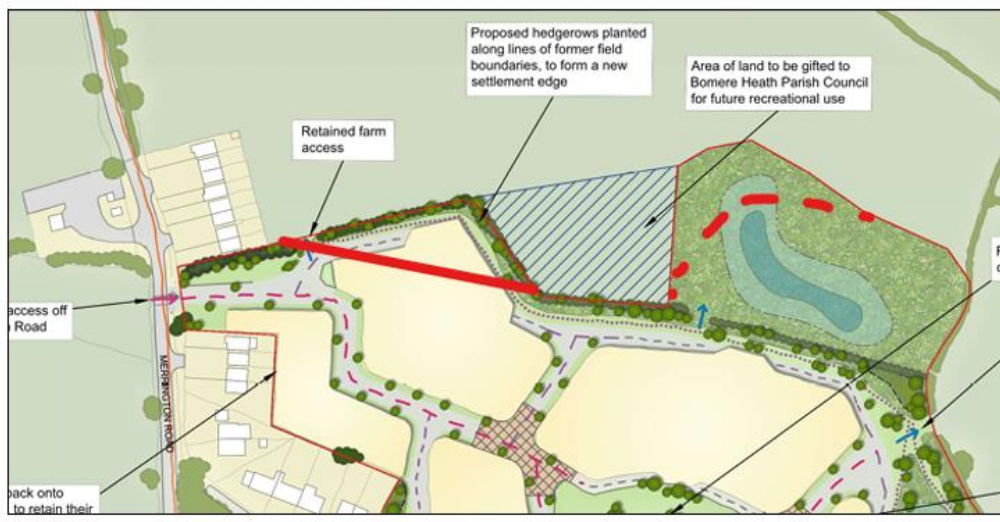 Proposed hedgerows planted
along lines of former field
boundaries, to form a new
settlement edge
Area of land to be gifted to
Bomere Heath Parish Council
for future recreational use
Retained farm
access
access off
Road
MERRINGTON ROAD
back onto
to retain their